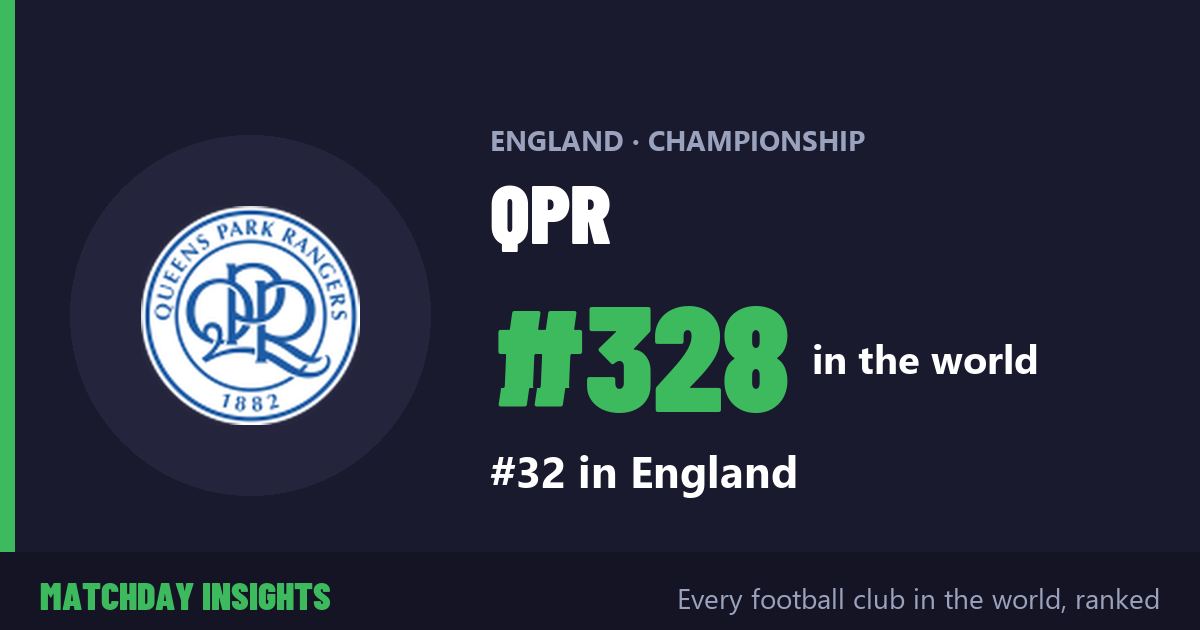 ENGLAND · CHAMPIONSHIP
QPR
QUEENS PARK RANGERS
QPR
1882
#328 in the world
#32 in England
MATCHDAY INSIGHTS
Every football club in the world, ranked